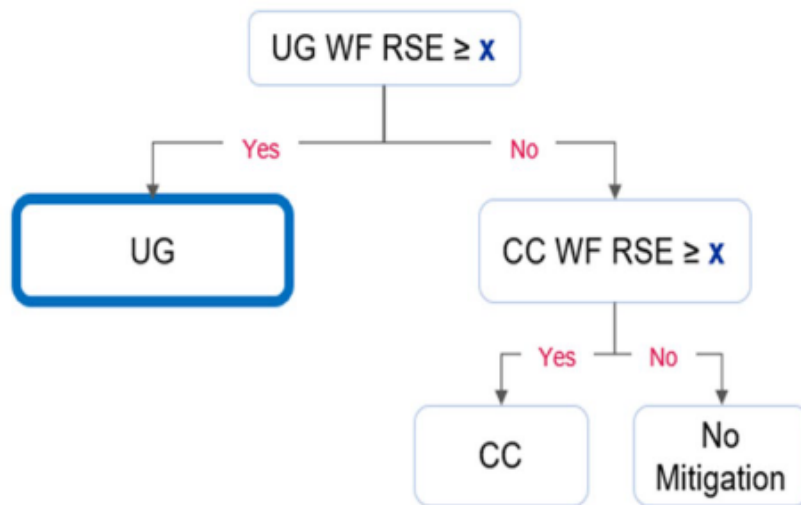 UG WF RSE ≥ x
Yes
No
UG
CC WF RSE ≥ x
Yes
No
CC
No
Mitigation